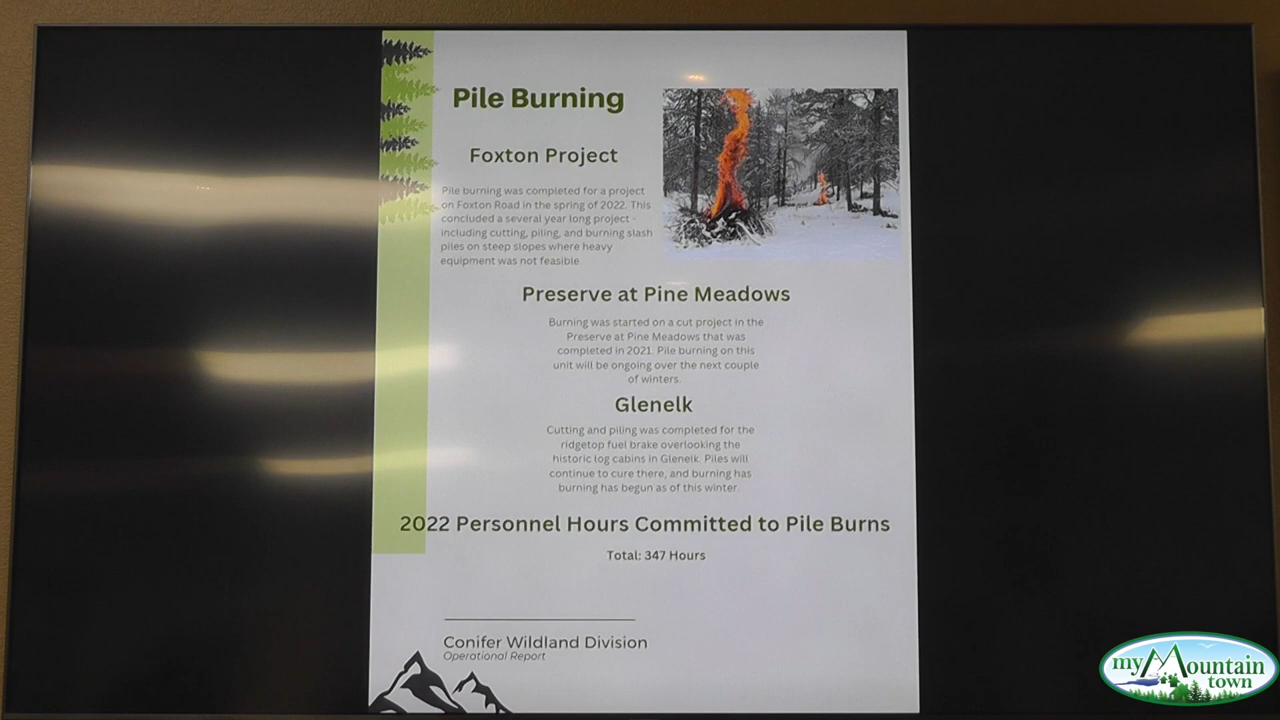 Pile Burning
Foxton Project
Pile burning was completed for a project
on Foxton Road in the spring of 2022. This
concluded a several year long project -
including cutting, piling, and burning slash
piles on steep slopes where heavy
equipment was not feasible.
Preserve at Pine Meadows
Burning was started on a cut project in the
Preserve at Pine Meadows that was
completed in 2021. Pile burning on this
unit will be ongoing over the next couple
of winters.
Glenelk
Cutting and piling was completed for the
ridgetop fuel brake overlooking the
historic log cabins in Glenelk. Piles will
continue to cure there, and burning has
burning has begun as of this winter.
2022 Personnel Hours Committed to Pile Burns
Total: 347 Hours
Conifer Wildland Division
Operational Report
my Mountain
town